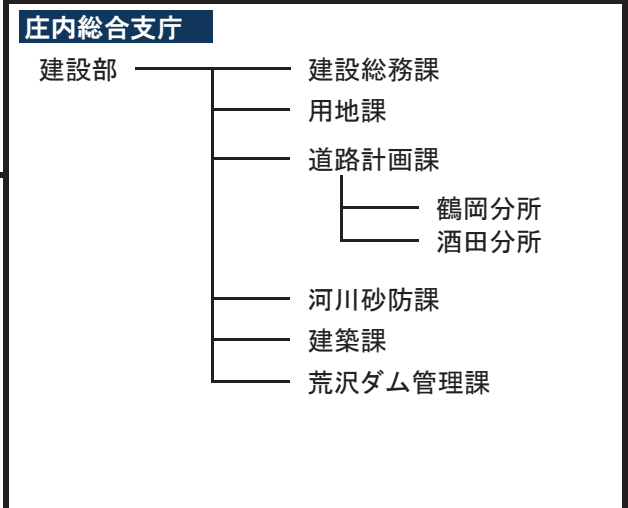 庄内総合支庁
建設部
建設総務課
用地課
道路計画課
鶴岡分所
酒田分所
河川砂防課
建築課
荒沢ダム管理課